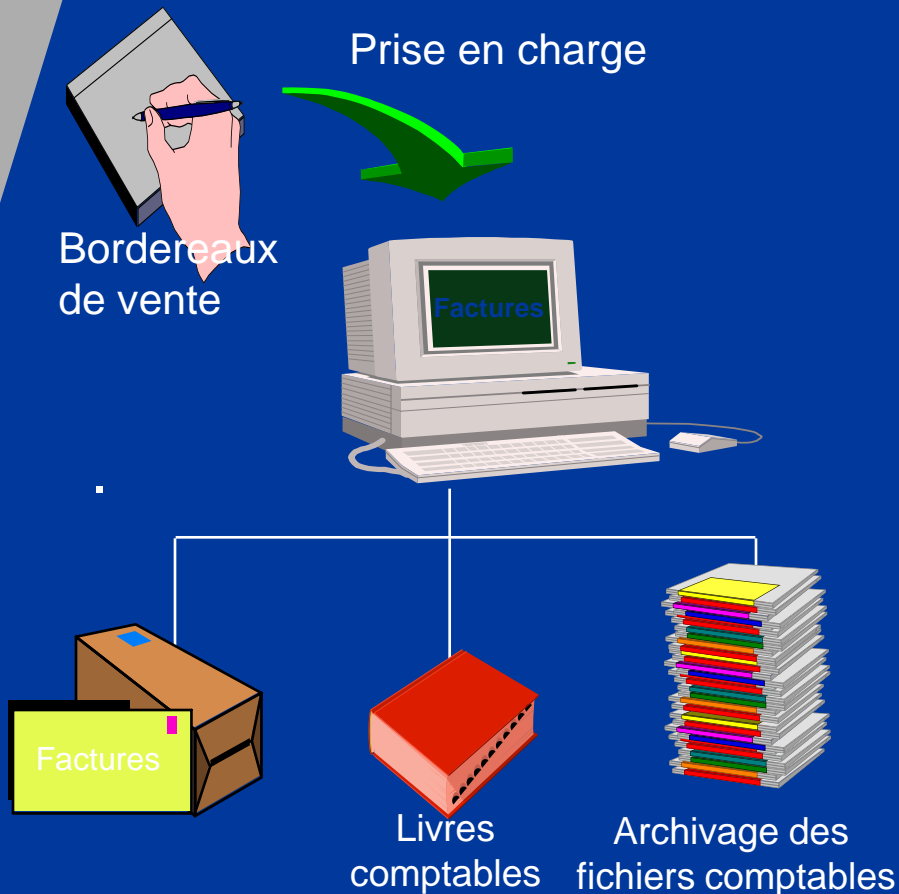 Prise en charge
Bordereaux
de vente
Factures
Factures
Livres
comptables
Archivage des
fichiers comptables